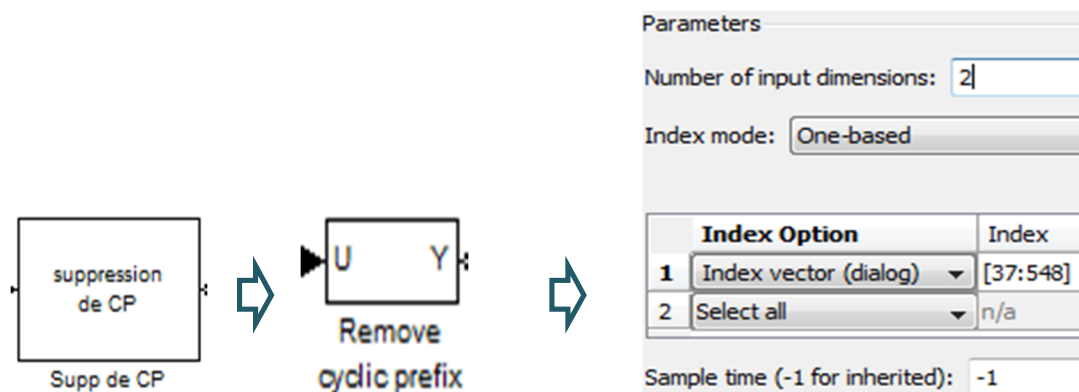 suppression
de CP
Supp de CP
U Y
Remove
cyclic prefix
Parameters
Number of input dimensions: 2
Index mode: One-based
Index Option Index
1 Index vector (dialog) [37:548]
2 Select all n/a
Sample time (-1 for inherited): -1